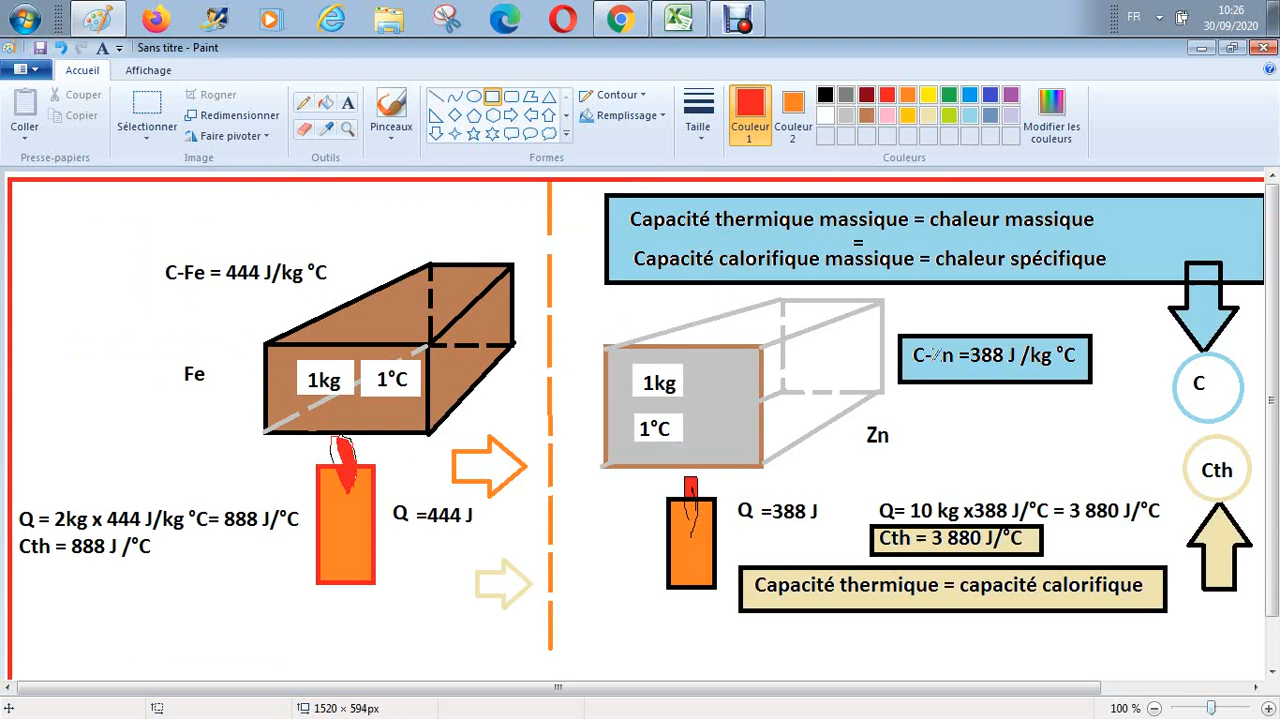 FR
10:26
30/09/2020
Sans titre - Paint
Accueil
Affichage
Coller
Couper
Copier
Presse-papiers
Sélectionner
Rogner
Redimensionner
Faire pivoter
Image
Outils
Pinceaux
Contour
Remplissage
Formes
Taille
Couleur 1
Couleur 2
Modifier les couleurs
Couleurs
C-Fe = 444 J/kg °C
Fe
1kg
1°C
Q = 2kg x 444 J/kg °C= 888 J/°C
Cth = 888 J /°C
Q =444 J
Capacité thermique massique = chaleur massique
=
Capacité calorifique massique = chaleur spécifique
1kg
1°C
C-Zn =388 J /kg °C
Zn
C
Cth
Q =388 J
Q= 10 kg x388 J/°C = 3 880 J/°C
Cth = 3 880 J/°C
Capacité thermique = capacité calorifique
1520 × 594px
100 %